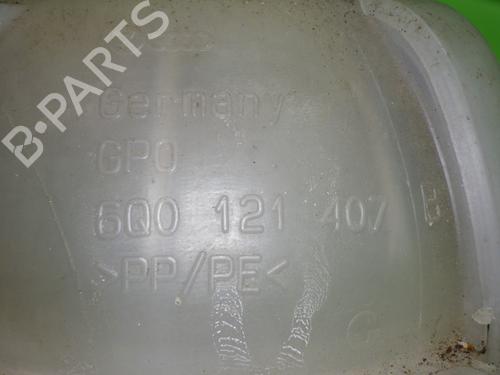 B-PARTS
Germany
GPO
6Q0 121 407
>PP/PE<
G